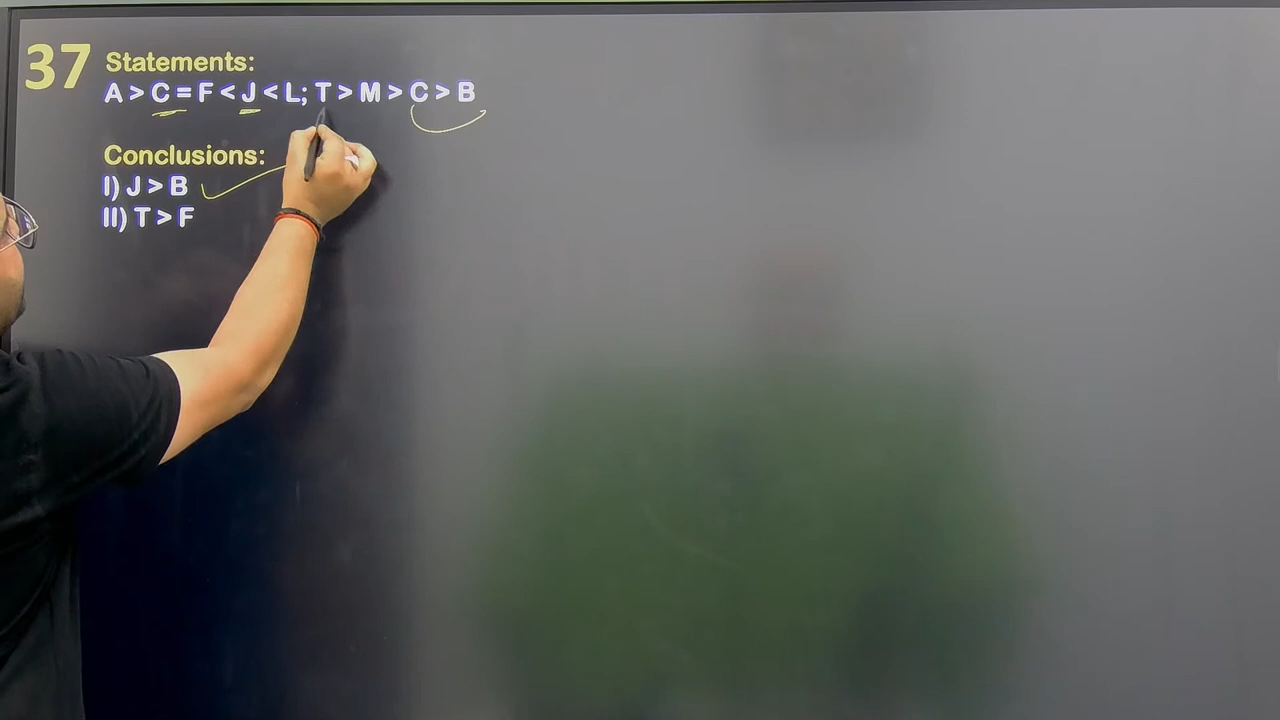 37 Statements:
A > C = F < J < L; T > M > C > B
Conclusions:
I) J > B
II) T > F